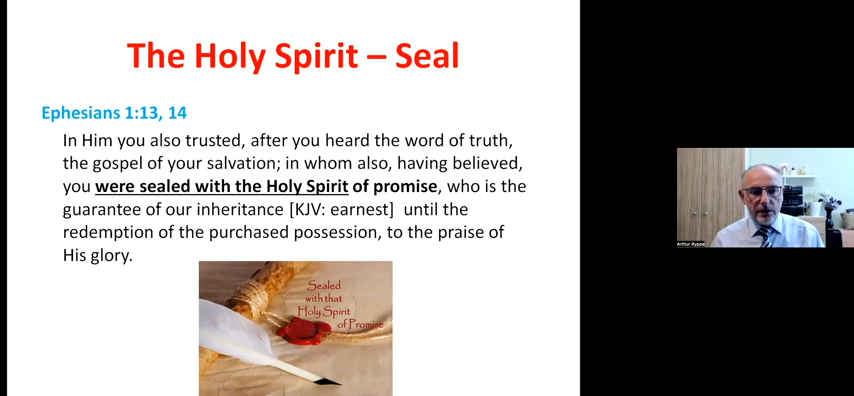 The Holy Spirit – Seal
Ephesians 1:13, 14
In Him you also trusted, after you heard the word of truth,
the gospel of your salvation; in whom also, having believed,
you were sealed with the Holy Spirit of promise, who is the
guarantee of our inheritance [KJV: earnest]  until the
redemption of the purchased possession, to the praise of
His glory.
Sealed
with that
Holy Spirit
of Promise
Arthur Ryppa